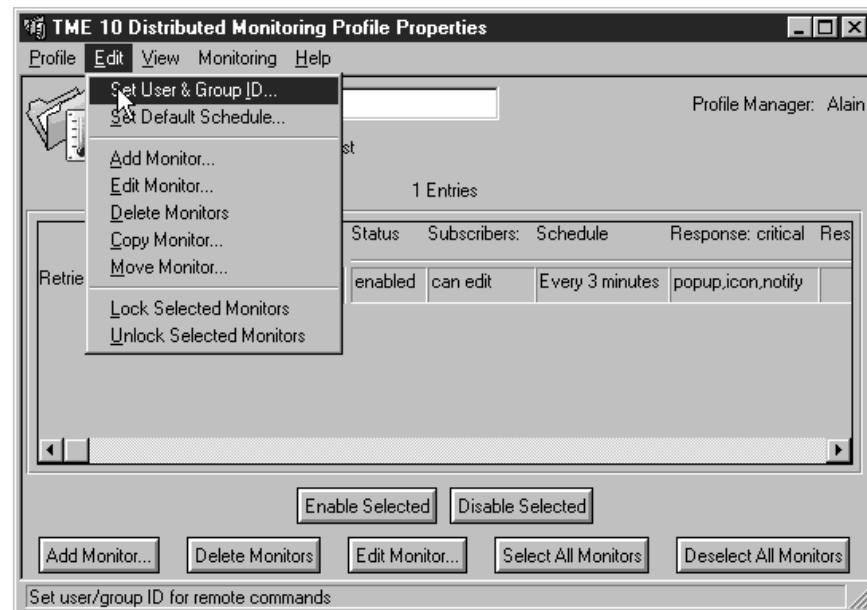 TME 10 Distributed Monitoring Profile Properties
Profile Edit View Monitoring Help
Set User & Group ID...
Set Default Schedule...
Add Monitor...
Edit Monitor...
Delete Monitors
Copy Monitor...
Move Monitor...
Lock Selected Monitors
Unlock Selected Monitors
Profile Manager: Alain
st
1 Entries
Status Subscribers: Schedule Response: critical Res
Retrie enabled can edit Every 3 minutes popup,icon,notify
Enable Selected Disable Selected
Add Monitor... Delete Monitors Edit Monitor... Select All Monitors Deselect All Monitors
Set user/group ID for remote commands